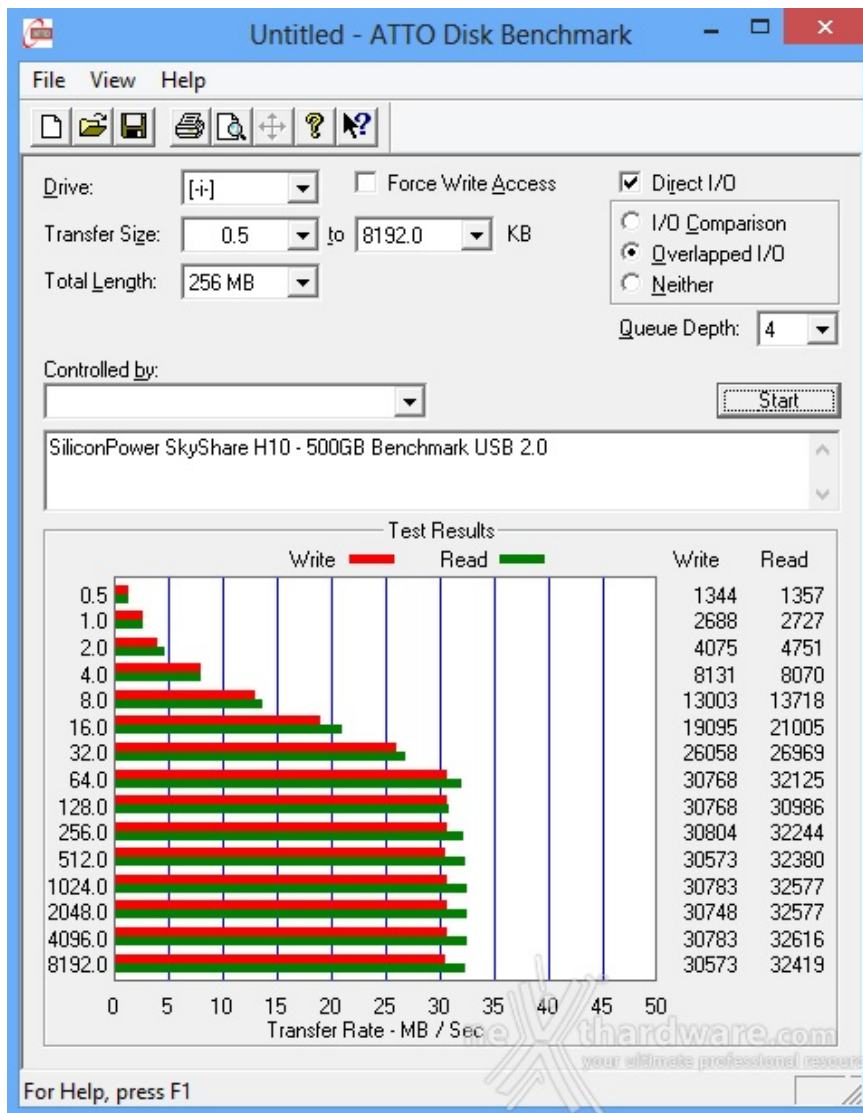 Untitled - ATTO Disk Benchmark
File View Help
Drive: [-i-] Force Write Access Direct I/O
Transfer Size: 0.5 to 8192.0 KB
I/O Comparison
Overlapped I/O
Total Length: 256 MB
Neither
Queue Depth: 4
Controlled by:
Start
SiliconPower SkyShare H10 - 500GB Benchmark USB 2.0
Test Results
Write Read Write Read
0.5 1344 1357
1.0 2688 2727
2.0 4075 4751
4.0 8131 8070
8.0 13003 13718
16.0 19095 21005
32.0 26058 26969
64.0 30768 32125
128.0 30768 30986
256.0 30804 32244
512.0 30573 32380
1024.0 30783 32577
2048.0 30748 32577
4096.0 30783 32616
8192.0 30573 32419
0 5 10 15 20 25 30 35 40 45 50
Transfer Rate - MB / Sec
nexthardware.com
your ultimate professional resource
For Help, press F1